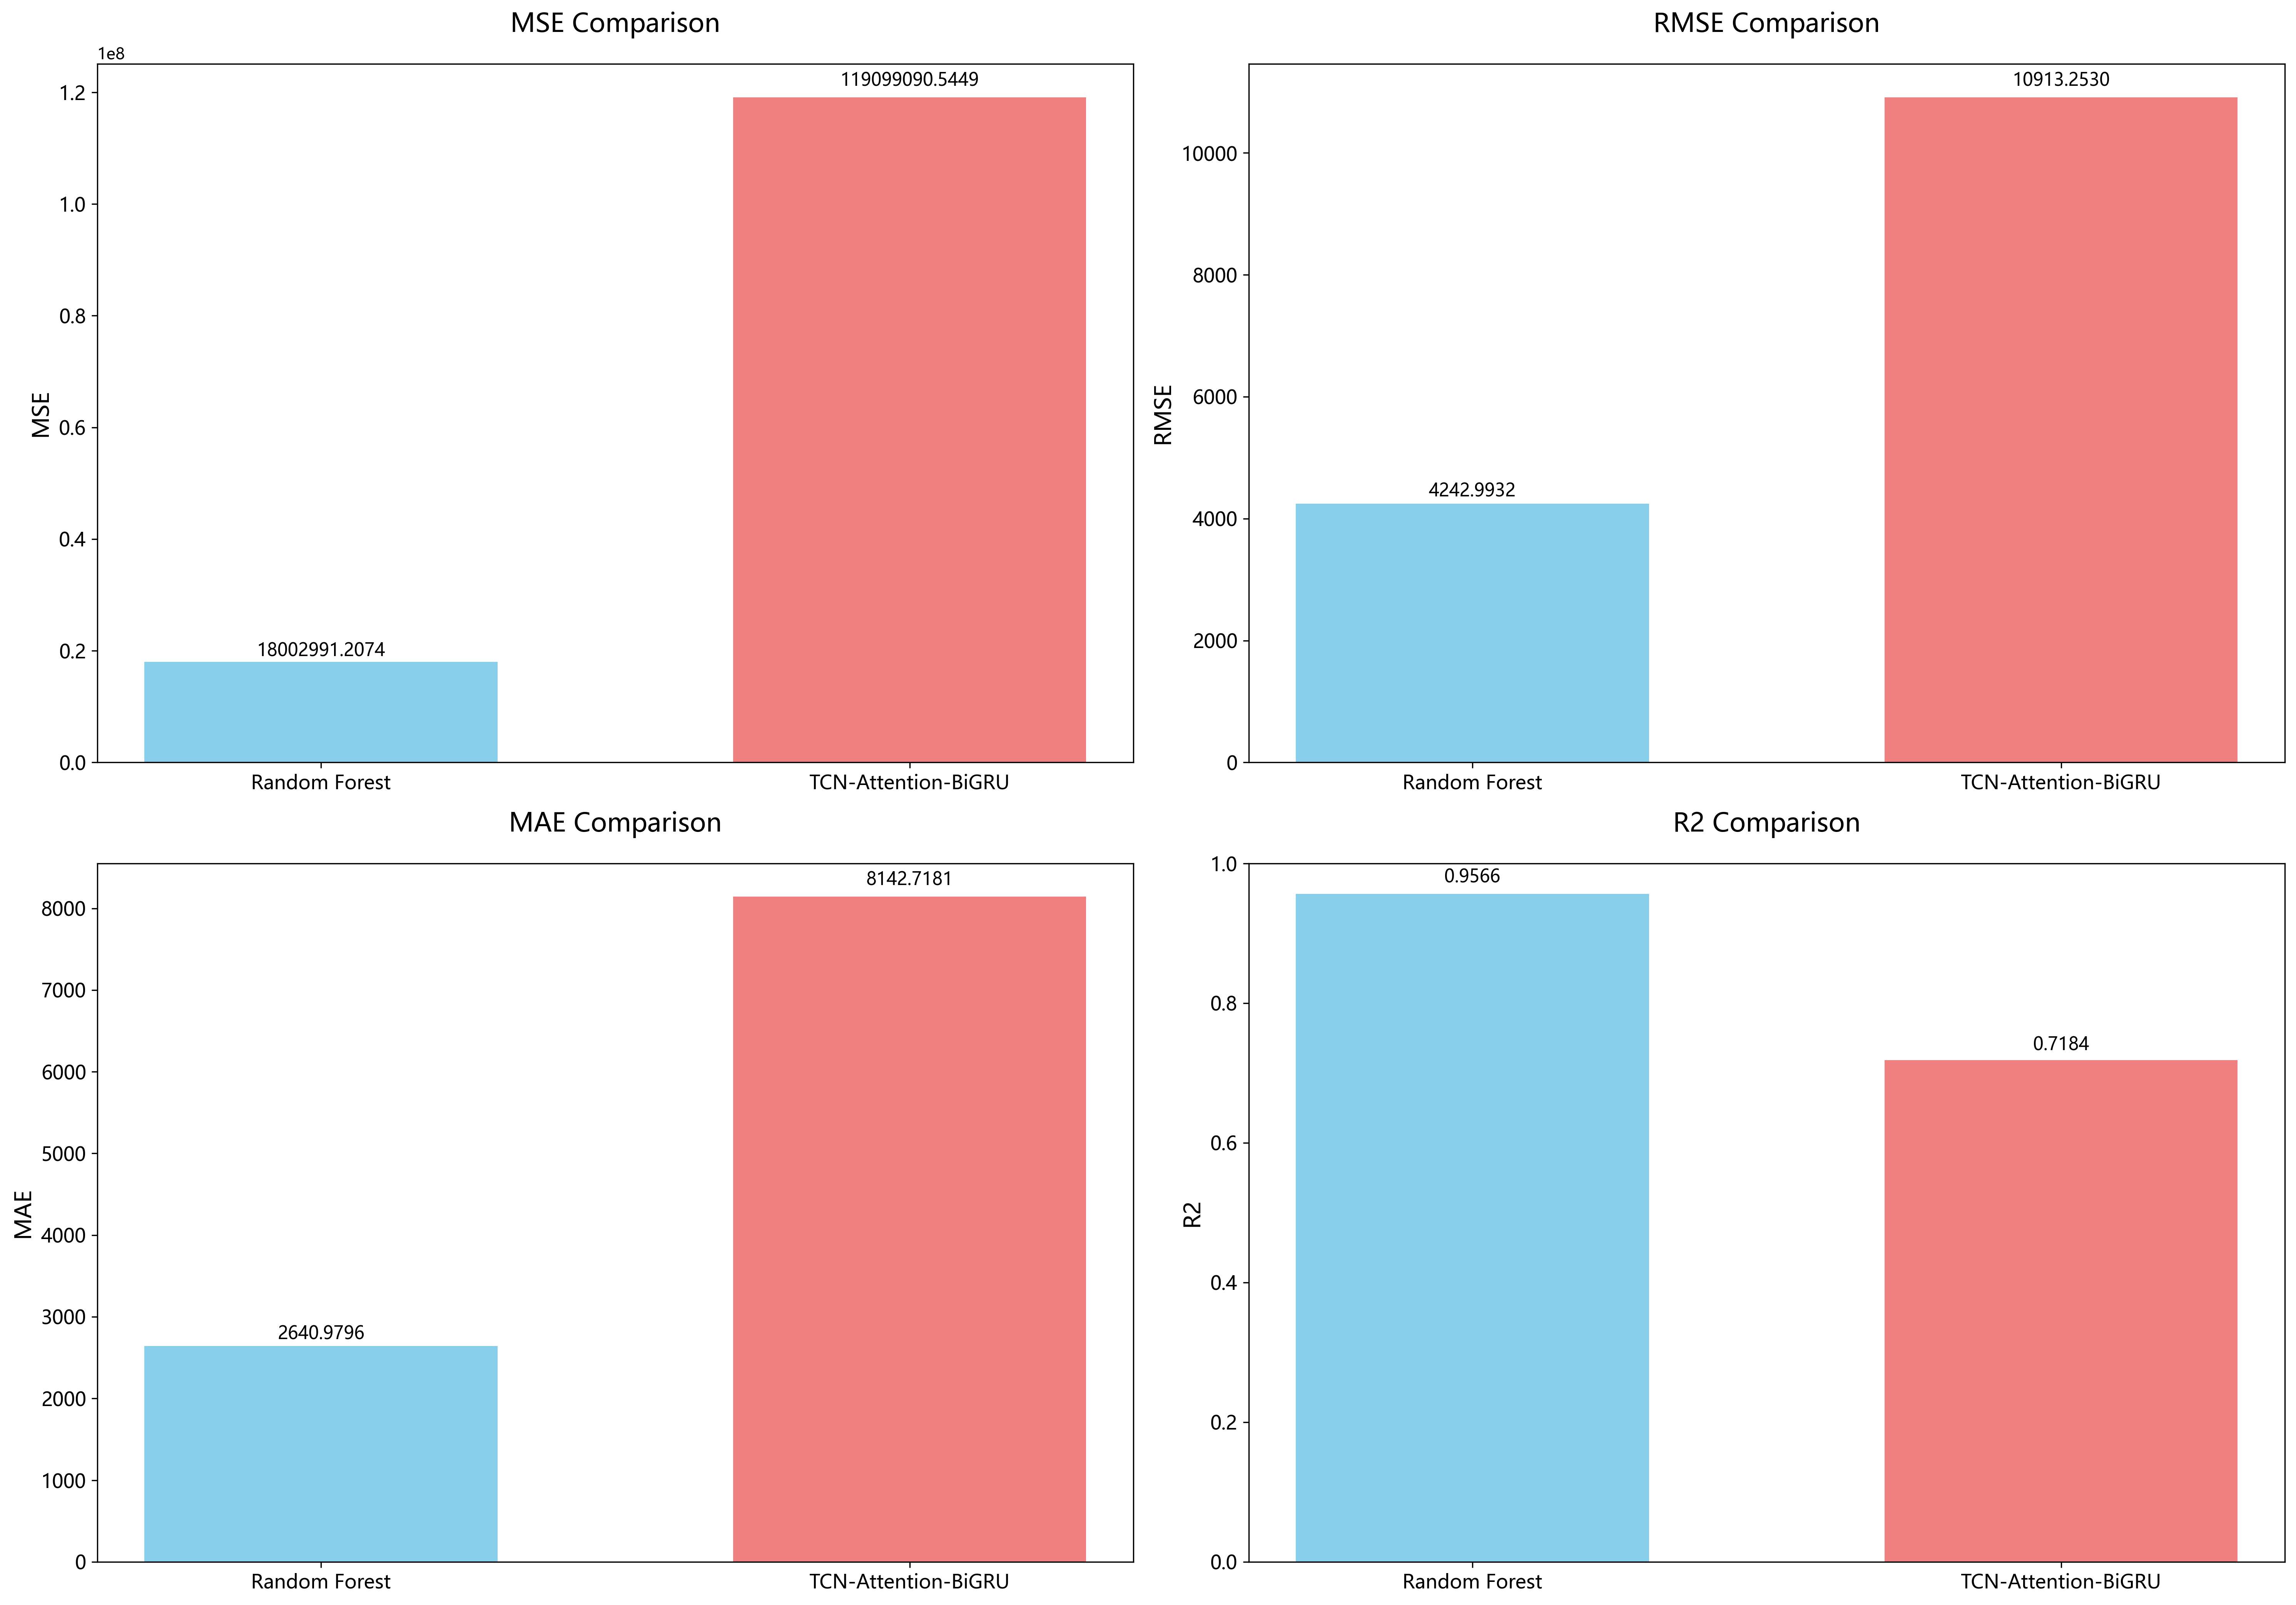 MSE Comparison
1e8
1.2
1.0
0.8
0.6
0.4
0.2
0.0
MSE
119099090.5449
18002991.2074
Random Forest
TCN-Attention-BiGRU
RMSE Comparison
10000
8000
6000
4000
2000
0
RMSE
10913.2530
4242.9932
Random Forest
TCN-Attention-BiGRU
MAE Comparison
8000
7000
6000
5000
4000
3000
2000
1000
0
MAE
8142.7181
2640.9796
Random Forest
TCN-Attention-BiGRU
R2 Comparison
1.0
0.8
0.6
0.4
0.2
0.0
R2
0.9566
0.7184
Random Forest
TCN-Attention-BiGRU